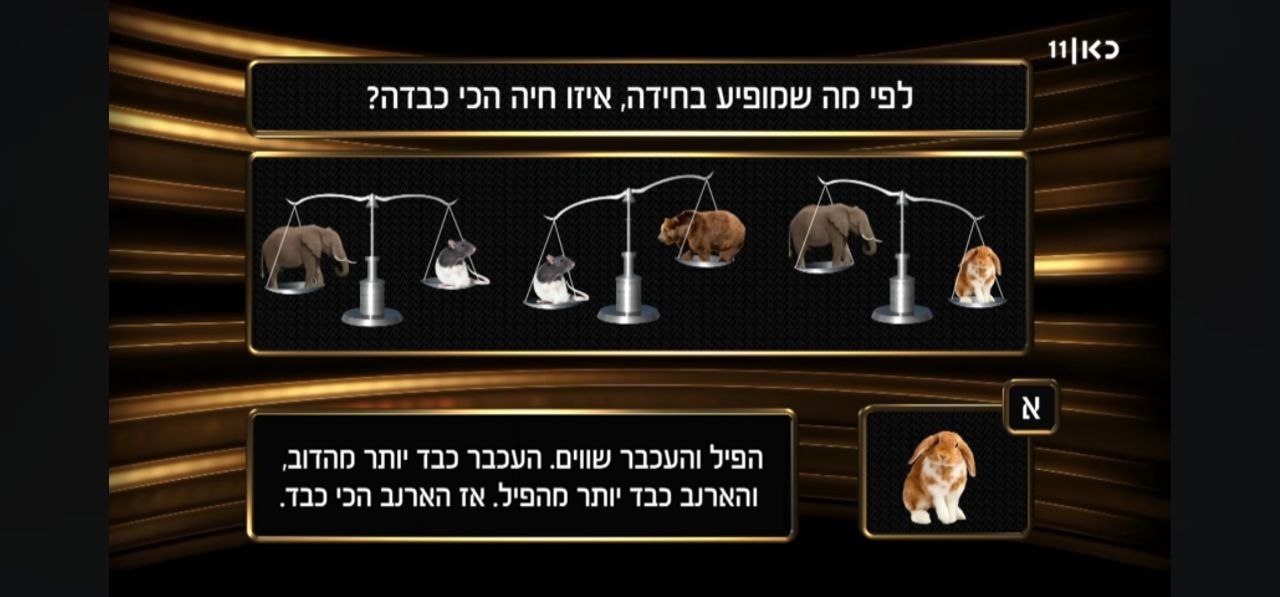 כאן|11
לפי מה שמופיע בחידה, איזו חיה הכי כבדה?
א
הפיל והעכבר שווים. העכבר כבד יותר מהדוב,
והארנב כבד יותר מהפיל. אז הארנב הכי כבד.